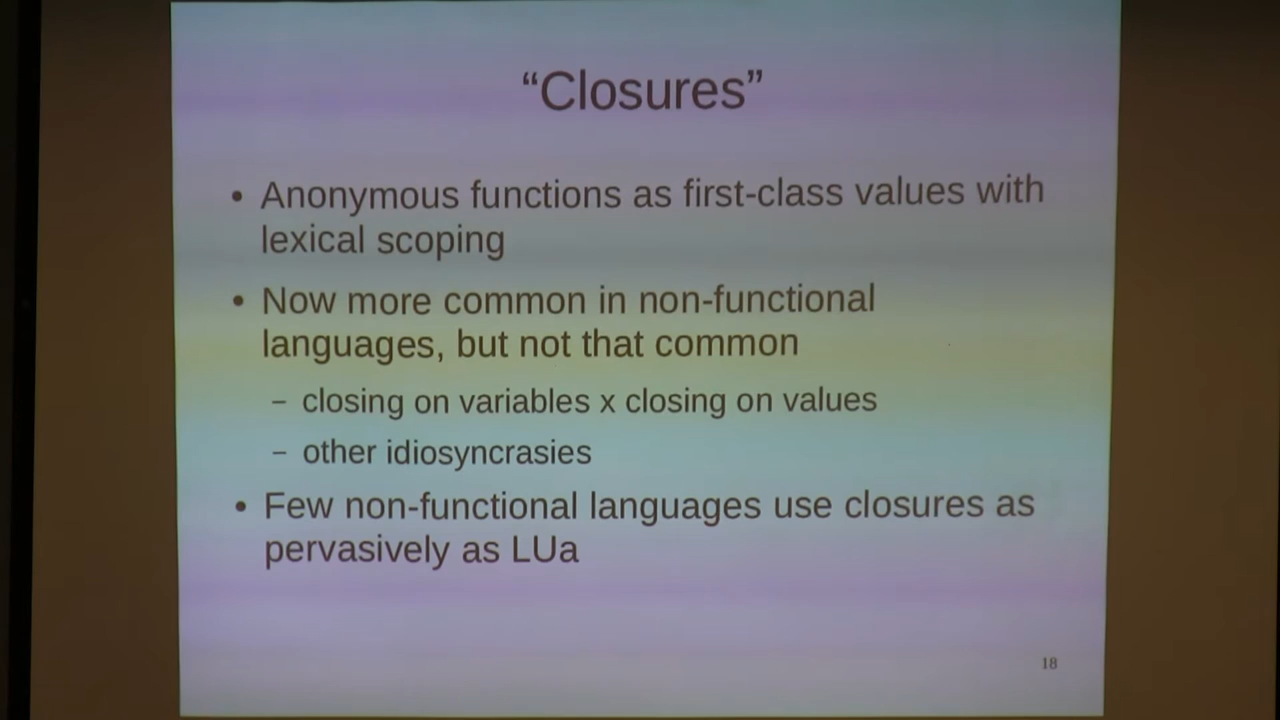 “Closures”
• Anonymous functions as first-class values with
lexical scoping
• Now more common in non-functional
languages, but not that common
– closing on variables x closing on values
– other idiosyncrasies
• Few non-functional languages use closures as
pervasively as LUa
18